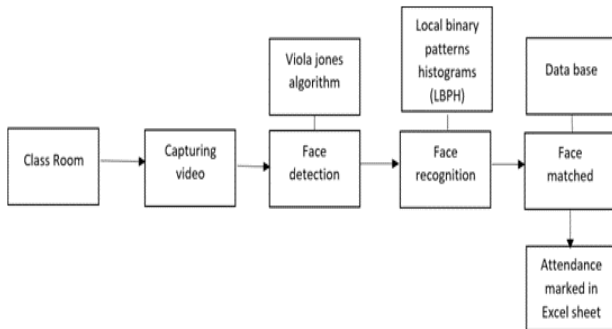 Viola jones
algorithm
Local binary
patterns
histograms
(LBPH)
Data base
Class Room
Capturing
video
Face
detection
Face
recognition
Face
matched
Attendance
marked in
Excel sheet